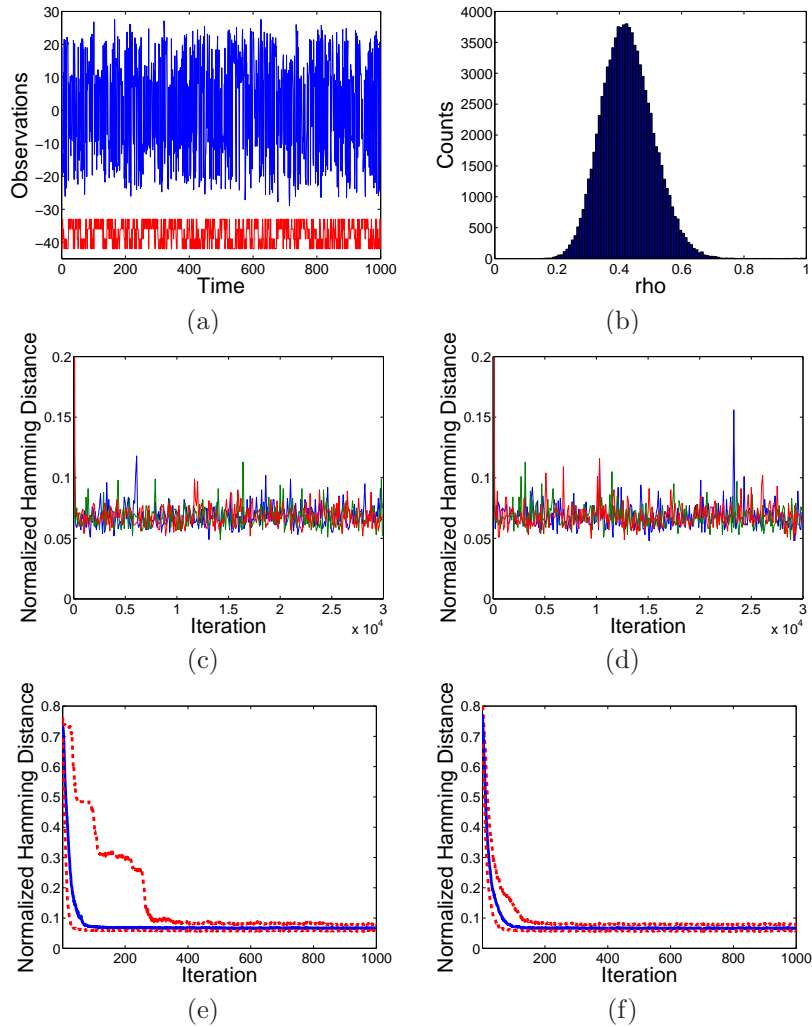 30
20
10
0
−10
−20
−30
−40
Observations
0 200 400 600 800 1000
Time
(a)
4000
3500
3000
2500
2000
1500
1000
500
0
Counts
0 0.2 0.4 0.6 0.8 1
rho
(b)
0.2
0.15
0.1
0.05
0
Normalized Hamming Distance
0 0.5 1 1.5 2 2.5 3
Iteration
x 10^4
(c)
0.2
0.15
0.1
0.05
0
Normalized Hamming Distance
0 0.5 1 1.5 2 2.5 3
Iteration
x 10^4
(d)
0.8
0.7
0.6
0.5
0.4
0.3
0.2
0.1
0
Normalized Hamming Distance
200 400 600 800 1000
Iteration
(e)
0.8
0.7
0.6
0.5
0.4
0.3
0.2
0.1
0
Normalized Hamming Distance
200 400 600 800 1000
Iteration
(f)